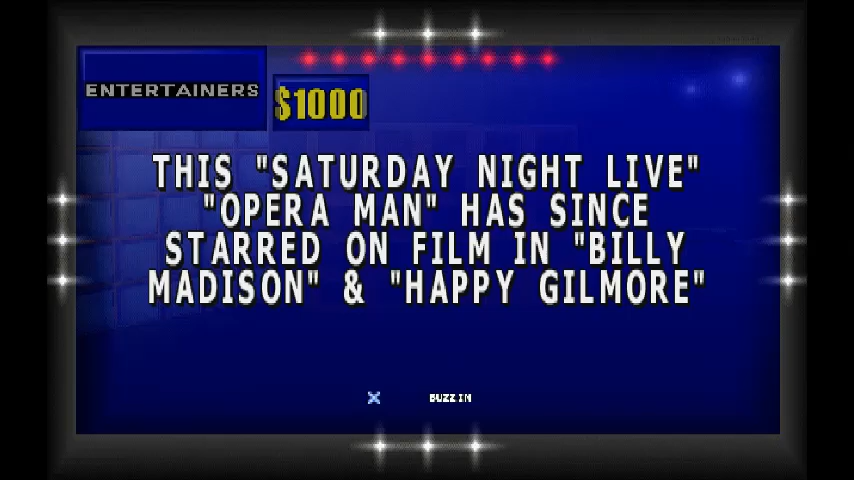 ENTERTAINERS
$1000
THIS "SATURDAY NIGHT LIVE"
"OPERA MAN" HAS SINCE
STARRED ON FILM IN "BILLY
MADISON" & "HAPPY GILMORE"
BUZZ IN